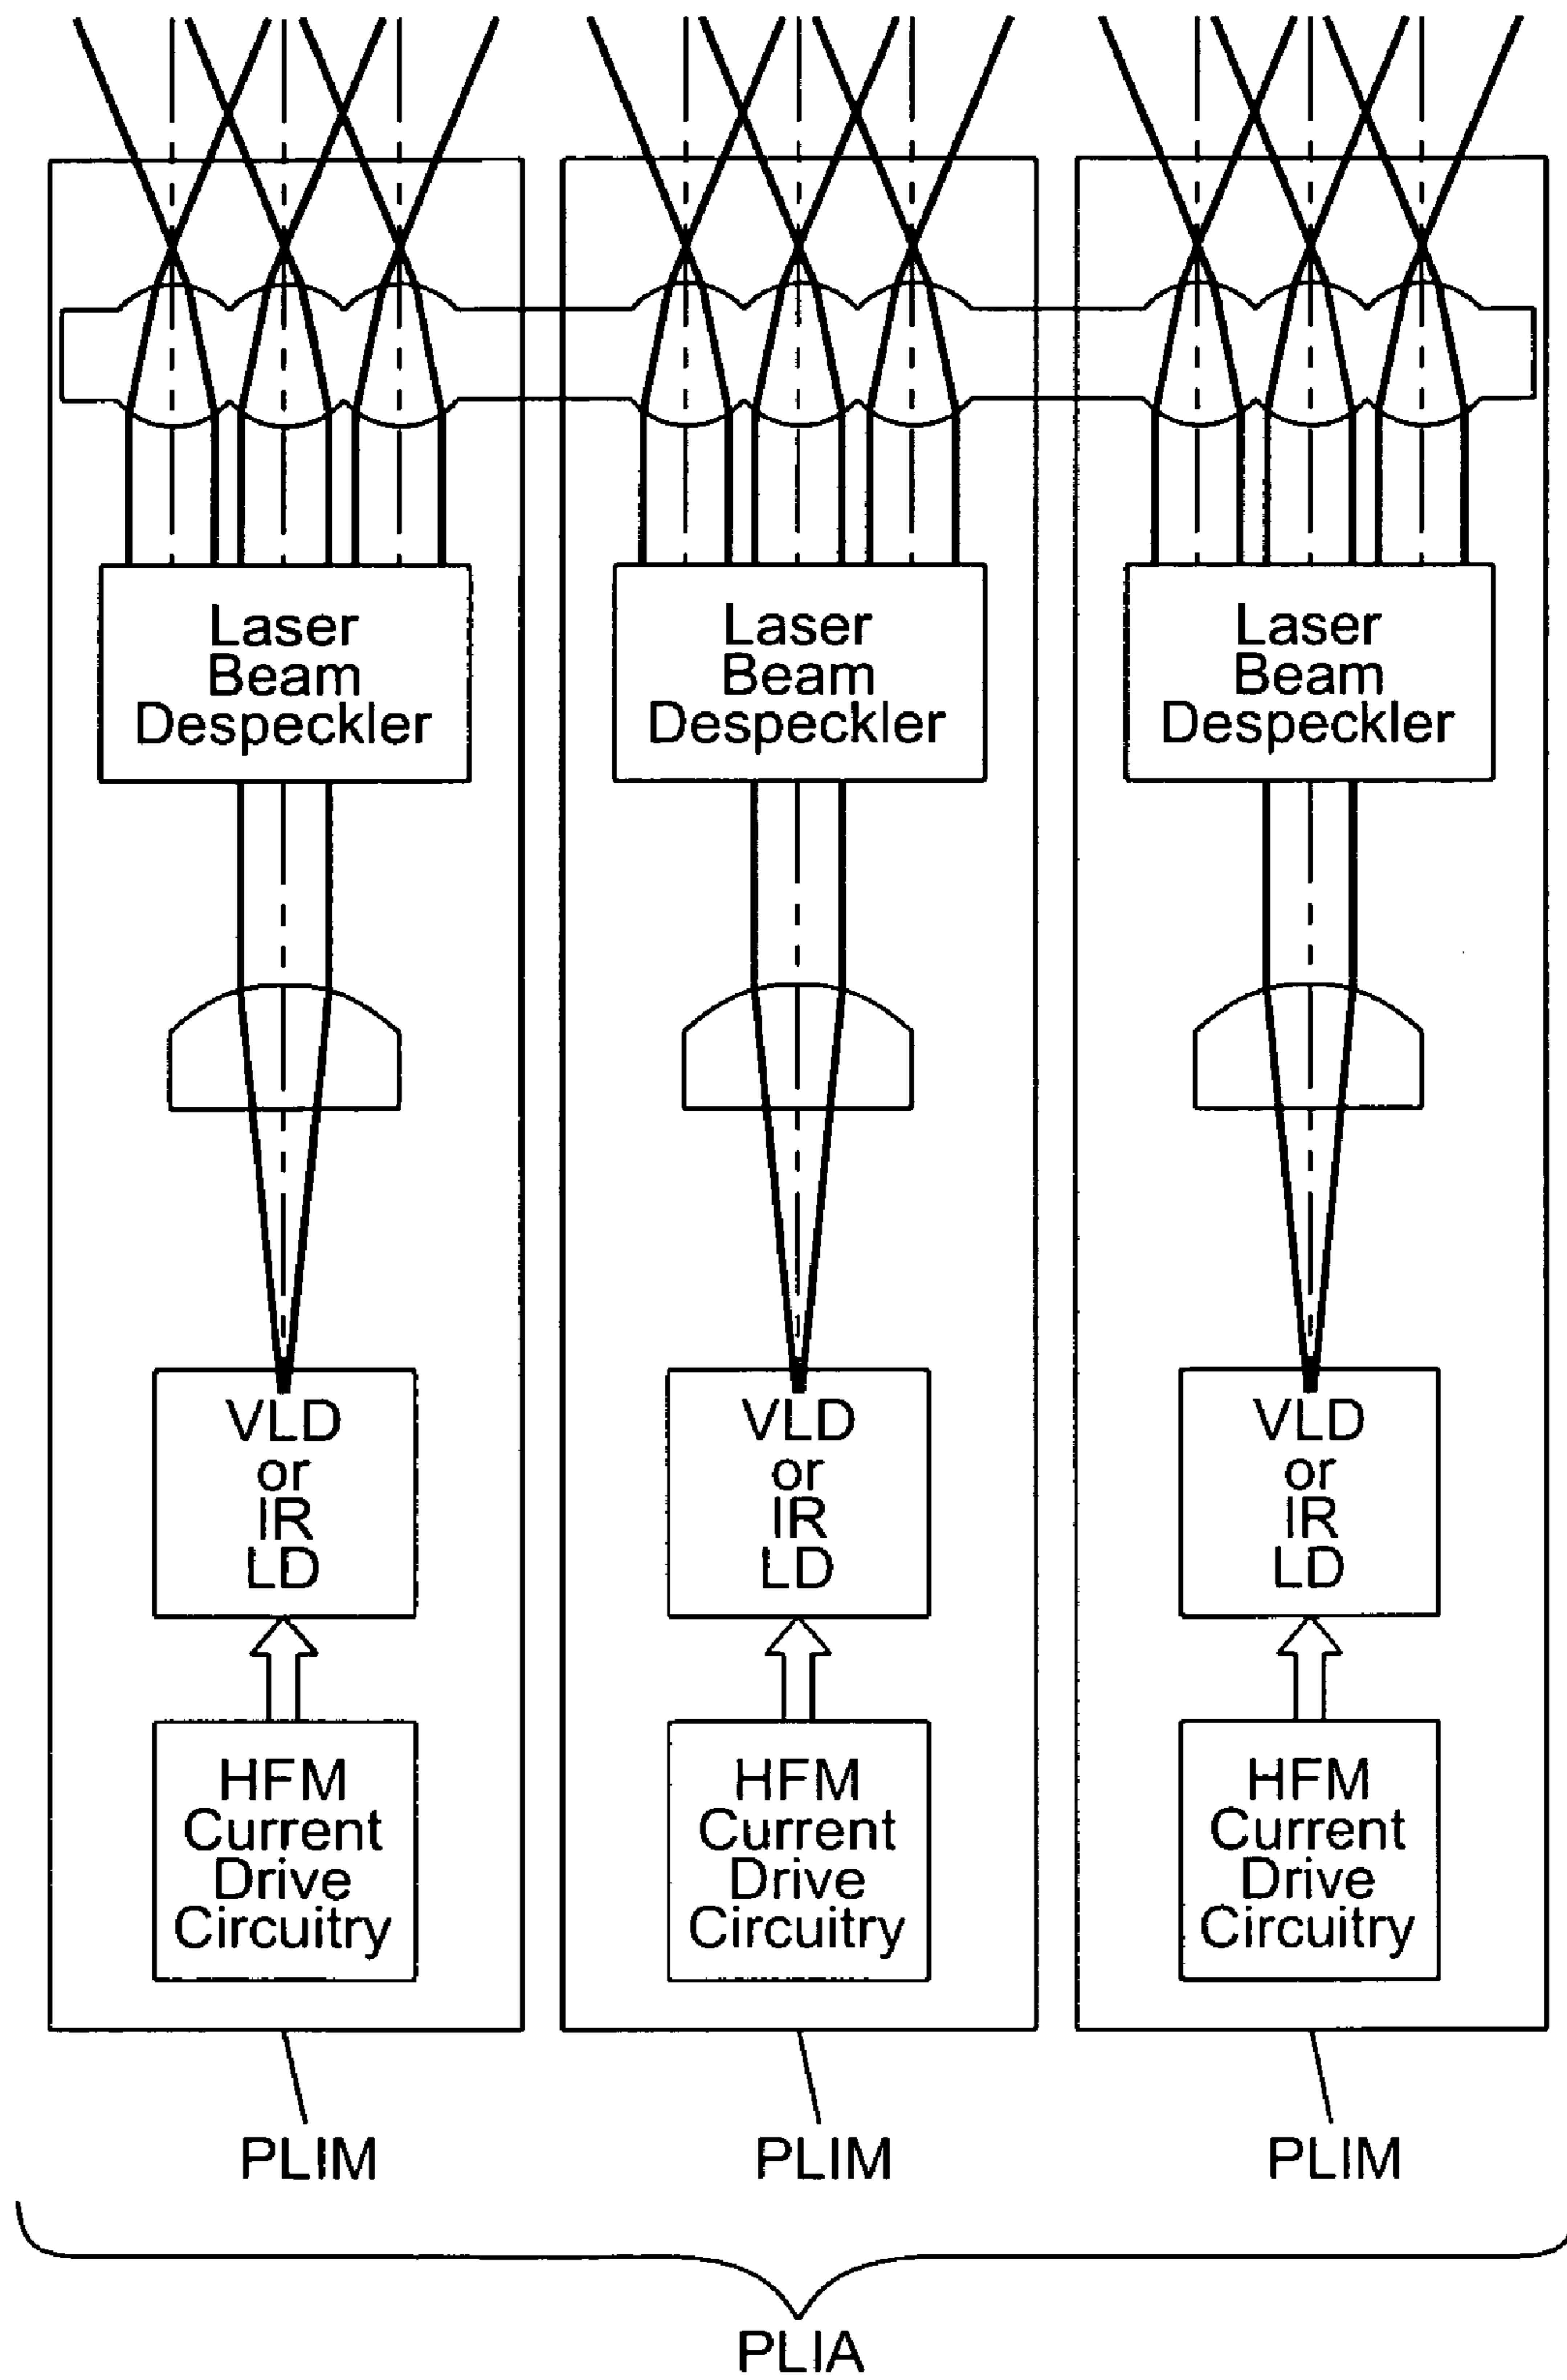 Laser
Beam
Despeckler
Laser
Beam
Despeckler
Laser
Beam
Despeckler
VLD
or
IR
LD
VLD
or
IR
LD
VLD
or
IR
LD
HFM
Current
Drive
Circuitry
HFM
Current
Drive
Circuitry
HFM
Current
Drive
Circuitry
PLIM
PLIM
PLIM
PLIA